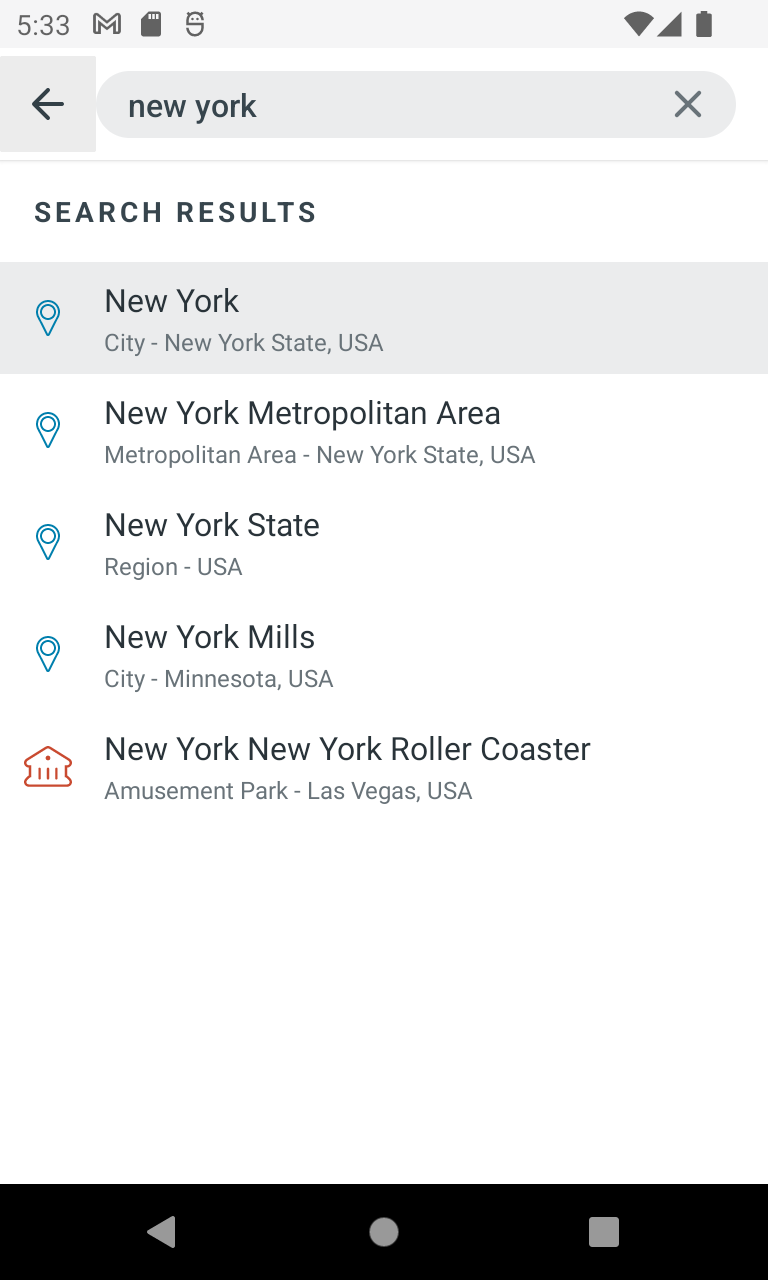 5:33
new york
SEARCH RESULTS
New York
City - New York State, USA
New York Metropolitan Area
Metropolitan Area - New York State, USA
New York State
Region - USA
New York Mills
City - Minnesota, USA
New York New York Roller Coaster
Amusement Park - Las Vegas, USA